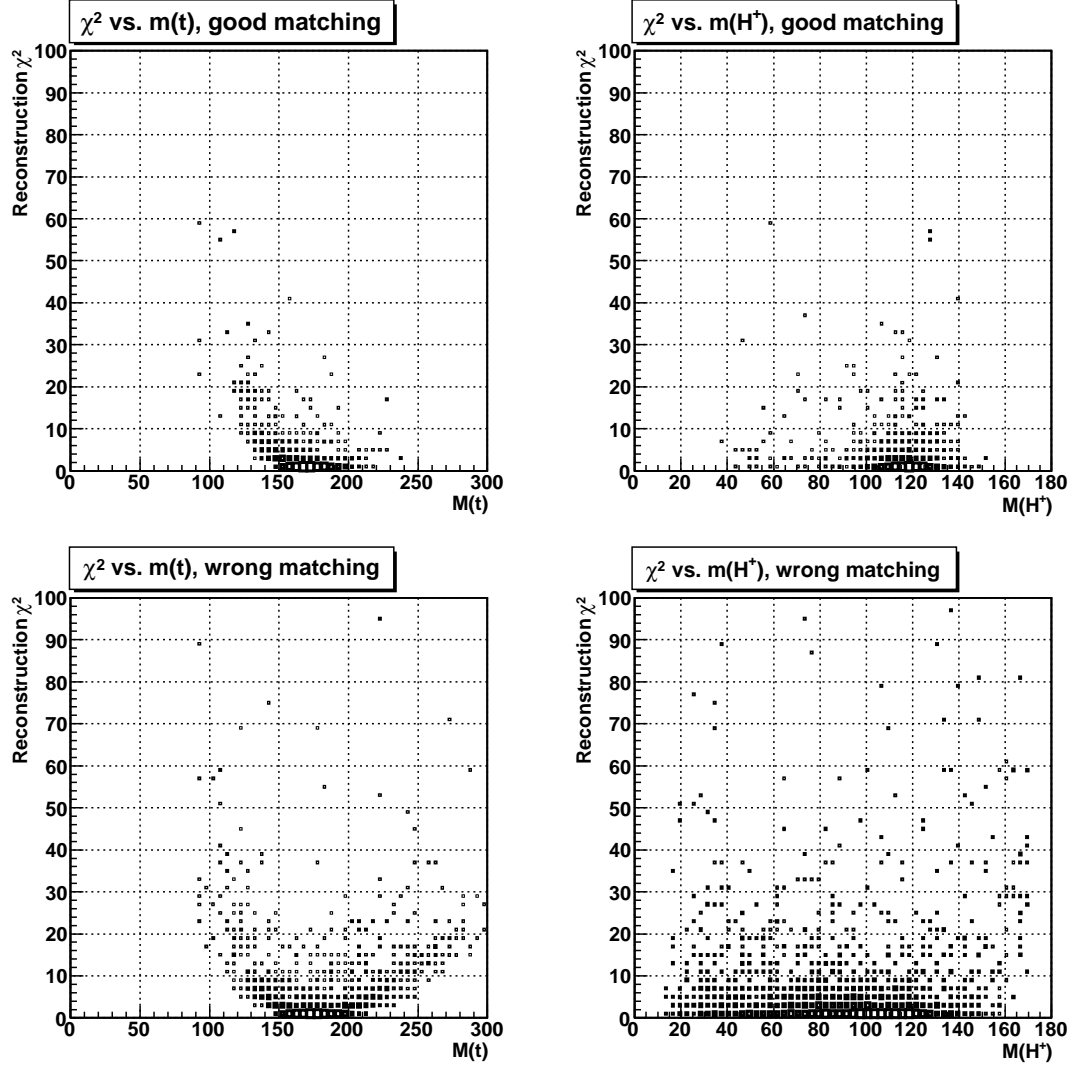 χ² vs. m(t), good matching
Reconstruction χ²
100
90
80
70
60
50
40
30
20
10
0
0 50 100 150 200 250 300
M(t)
χ² vs. m(H⁺), good matching
Reconstruction χ²
100
90
80
70
60
50
40
30
20
10
0
0 20 40 60 80 100 120 140 160 180
M(H⁺)
χ² vs. m(t), wrong matching
Reconstruction χ²
100
90
80
70
60
50
40
30
20
10
0
0 50 100 150 200 250 300
M(t)
χ² vs. m(H⁺), wrong matching
Reconstruction χ²
100
90
80
70
60
50
40
30
20
10
0
0 20 40 60 80 100 120 140 160 180
M(H⁺)